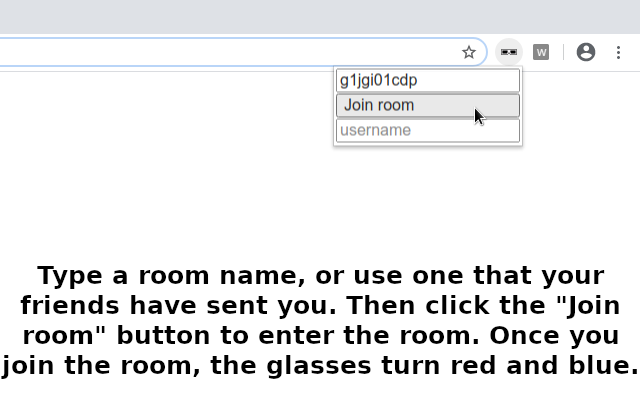 W
g1jgi01cdp
Join room
username
Type a room name, or use one that your
friends have sent you. Then click the "Join
room" button to enter the room. Once you
join the room, the glasses turn red and blue.